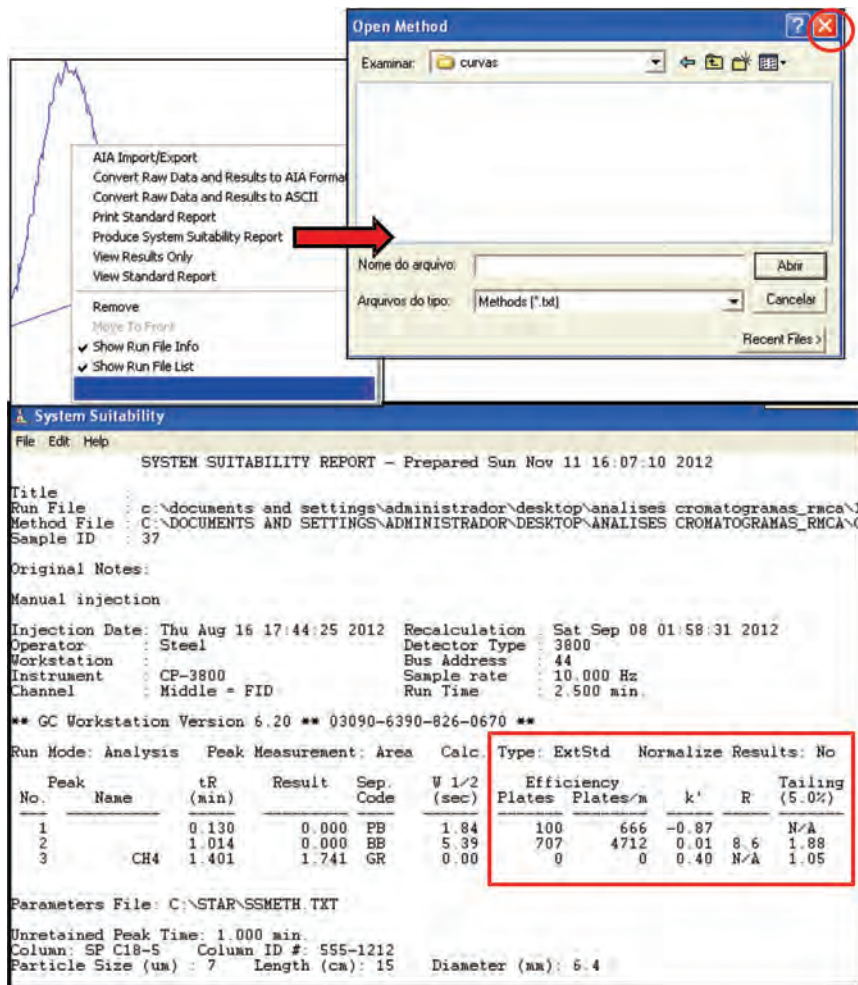 Open Method
Examinar: curvas
AIA Import/Export
Convert Raw Data and Results to AIA Forma
Convert Raw Data and Results to ASCII
Print Standard Report
Produce System Suitability Report
View Results Only
View Standard Report
Remove
Move To Front
✓ Show Run File Info
✓ Show Run File List
Nome do arquivo: Abrir
Arquivos do tipo: Methods (*.txt) Cancelar
Recent Files >
System Suitability
File Edit Help
SYSTEM SUITABILITY REPORT - Prepared Sun Nov 11 16:07:10 2012
Title :
Run File : c:\documents and settings\administrador\desktop\analises cromatogramas_rmca\
Method File : C:\DOCUMENTS AND SETTINGS\ADMINISTRADOR\DESKTOP\ANALISES CROMATOGRAMAS_RMCA\
Sample ID : 37
Original Notes:
Manual injection
Injection Date: Thu Aug 16 17:44:25 2012 Recalculation : Sat Sep 08 01:58:31 2012
Operator : Steel Detector Type : 3800
Workstation : Bus Address : 44
Instrument : CP-3800 Sample rate : 10.000 Hz
Channel : Middle = FID Run Time : 2.500 min.
** GC Workstation Version 6.20 ** 03090-6390-826-0670 **
Run Mode: Analysis Peak Measurement: Area Calc. Type: ExtStd Normalize Results: No
Peak tR Result Sep. W 1/2 Efficiency Tailing
No. Name (min) Code (sec) Plates Plates/m k' R (5.0%)
1 0.130 0.000 PB 1.84 100 666 -0.87 N/A
2 1.014 0.000 BB 5.39 707 4712 0.01 8.6 1.88
3 CH4 1.401 1.741 GR 0.00 0 0 0.40 N/A 1.05
Parameters File: C:\STAR\SSMETH.TXT
Unretained Peak Time: 1.000 min.
Column: SP C18-5 Column ID #: 555-1212
Particle Size (um) : 7 Length (cm): 15 Diameter (mm): 6.4